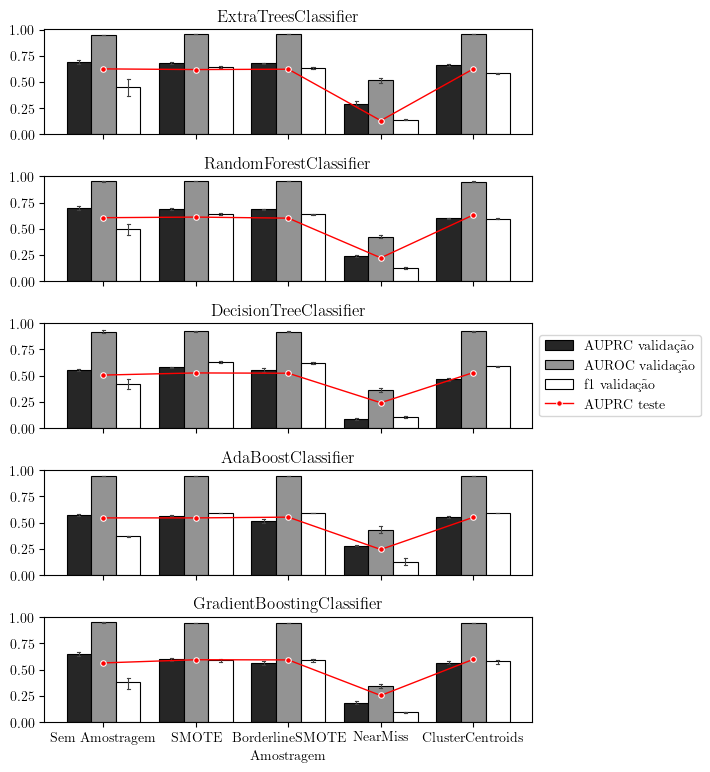 ExtraTreesClassifier
1.00
0.75
0.50
0.25
0.00
RandomForestClassifier
1.00
0.75
0.50
0.25
0.00
DecisionTreeClassifier
1.00
0.75
0.50
0.25
0.00
AUPRC validação
AUROC validação
f1 validação
AUPRC teste
AdaBoostClassifier
1.00
0.75
0.50
0.25
0.00
GradientBoostingClassifier
1.00
0.75
0.50
0.25
0.00
Sem Amostragem SMOTE BorderlineSMOTE NearMiss ClusterCentroids
Amostragem